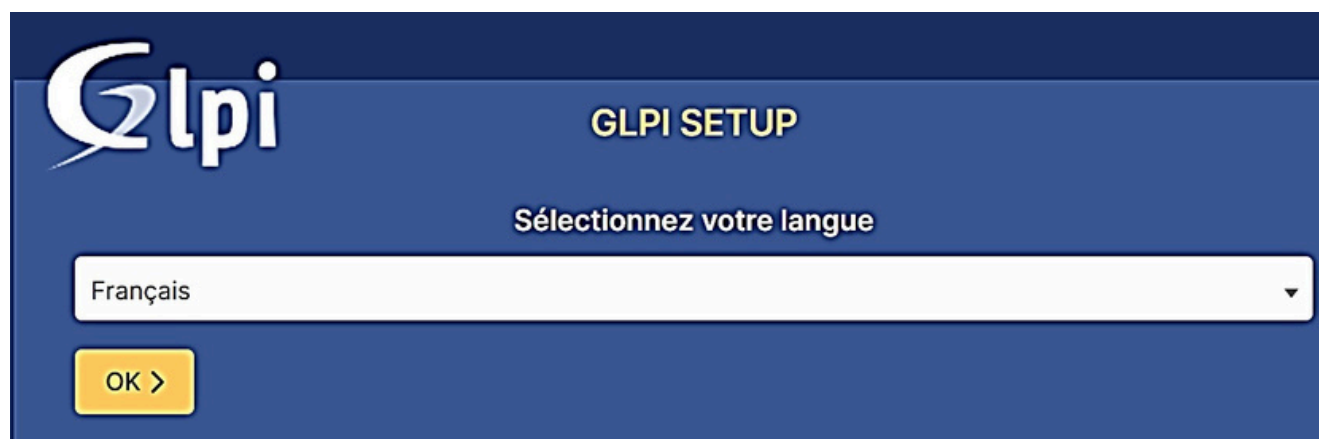 Glpi
GLPI SETUP
Sélectionnez votre langue
Français
OK >